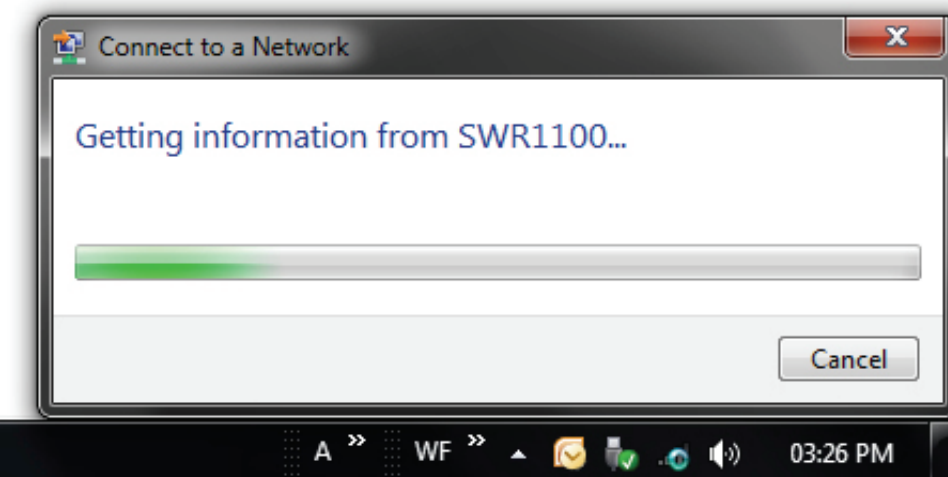 Connect to a Network
Getting information from SWR1100...
Cancel
A » WF » 03:26 PM